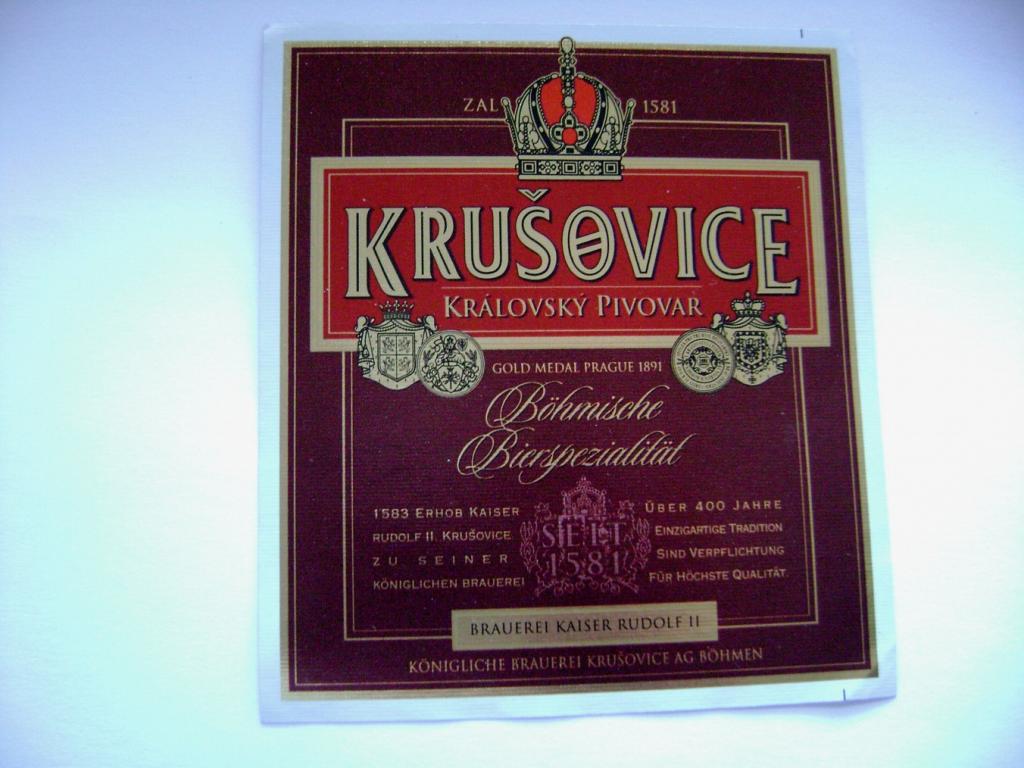 ZAL 1581
KRUŠOVICE
KRÁLOVSKÝ PIVOVAR
GOLD MEDAL PRAGUE 1891
Böhmische
Bierspezialität
1583 ERHOB KAISER
RUDOLF II. KRUŠOVICE
ZU SEINER
KÖNIGLICHEN BRAUEREI
SEIT
1581
ÜBER 400 JAHRE
EINZIGARTIGE TRADITION
SIND VERPFLICHTUNG
FÜR HÖCHSTE QUALITÄT.
BRAUEREI KAISER RUDOLF II
KÖNIGLICHE BRAUEREI KRUŠOVICE AG BÖHMEN